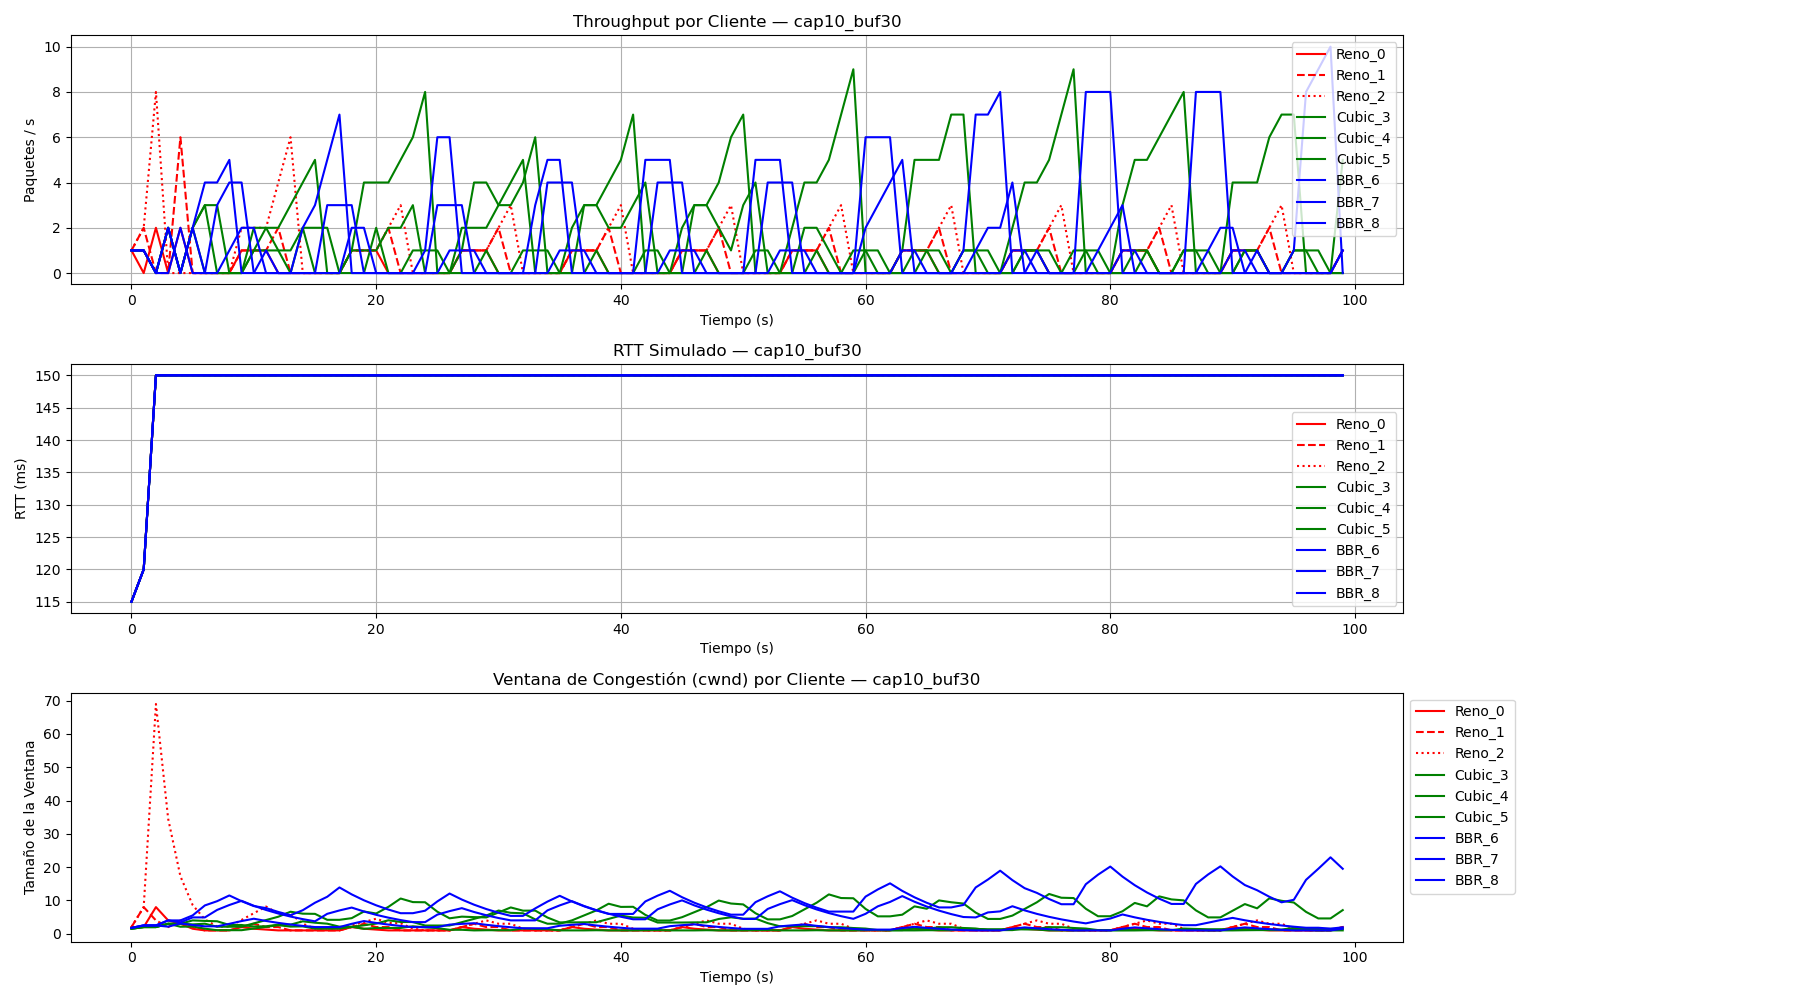 Throughput por Cliente — cap10_buf30
Paquetes / s
10
8
6
4
2
0
0 20 40 60 80 100
Tiempo (s)
Reno_0
Reno_1
Reno_2
Cubic_3
Cubic_4
Cubic_5
BBR_6
BBR_7
BBR_8
RTT Simulado — cap10_buf30
RTT (ms)
150
145
140
135
130
125
120
115
0 20 40 60 80 100
Tiempo (s)
Reno_0
Reno_1
Reno_2
Cubic_3
Cubic_4
Cubic_5
BBR_6
BBR_7
BBR_8
Ventana de Congestión (cwnd) por Cliente — cap10_buf30
Tamaño de la Ventana
70
60
50
40
30
20
10
0
0 20 40 60 80 100
Tiempo (s)
Reno_0
Reno_1
Reno_2
Cubic_3
Cubic_4
Cubic_5
BBR_6
BBR_7
BBR_8